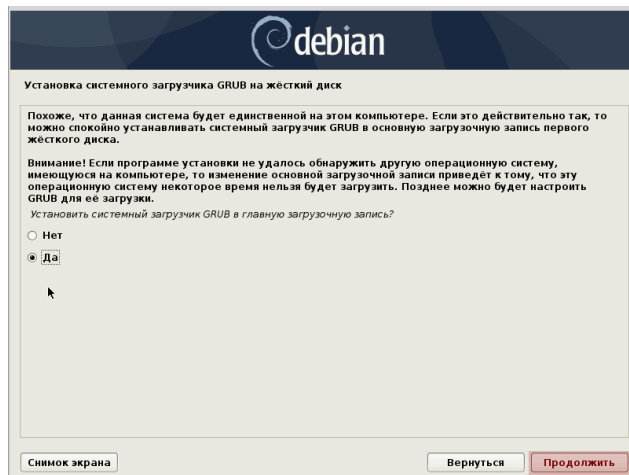 debian
Установка системного загрузчика GRUB на жёсткий диск
Похоже, что данная система будет единственной на этом компьютере. Если это действительно так, то
можно спокойно устанавливать системный загрузчик GRUB в основную загрузочную запись первого
жёсткого диска.
Внимание! Если программе установки не удалось обнаружить другую операционную систему,
имеющуюся на компьютере, то изменение основной загрузочной записи приведёт к тому, что эту
операционную систему некоторое время нельзя будет загрузить. Позднее можно будет настроить
GRUB для её загрузки.
Установить системный загрузчик GRUB в главную загрузочную запись?
Нет
Да
Снимок экрана
Вернуться
Продолжить